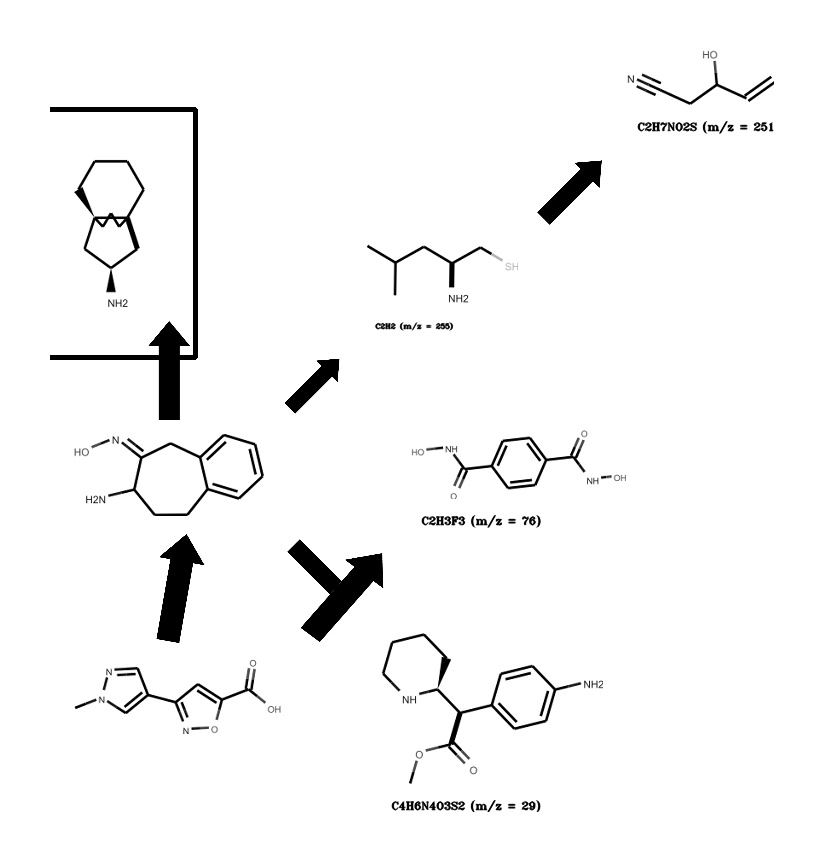 HO
N
C2H7NO2S (m/z = 251
NH2
SH
NH2
C2H2 (m/z = 255)
HO
N
H2N
HO
NH
O
O
NH
OH
C2H3F3 (m/z = 76)
N
N
O
OH
N
O
NH
NH2
O
O
C4H6N4O3S2 (m/z = 29)